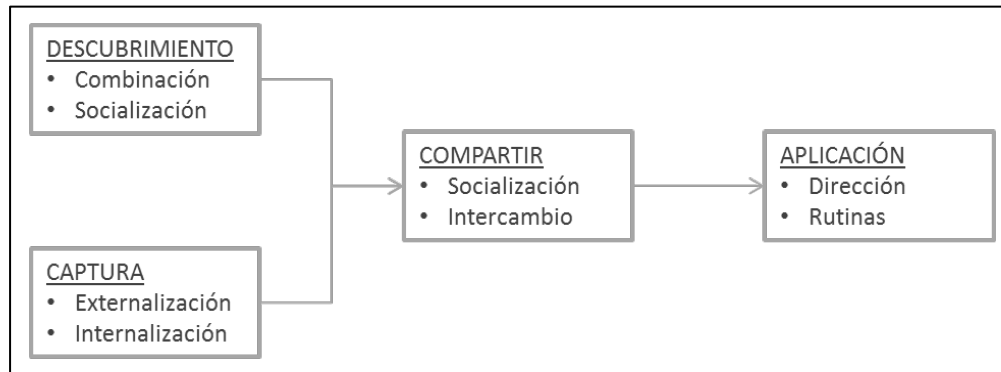 DESCUBRIMIENTO
• Combinación
• Socialización
CAPTURA
• Externalización
• Internalización
COMPARTIR
• Socialización
• Intercambio
APLICACIÓN
• Dirección
• Rutinas